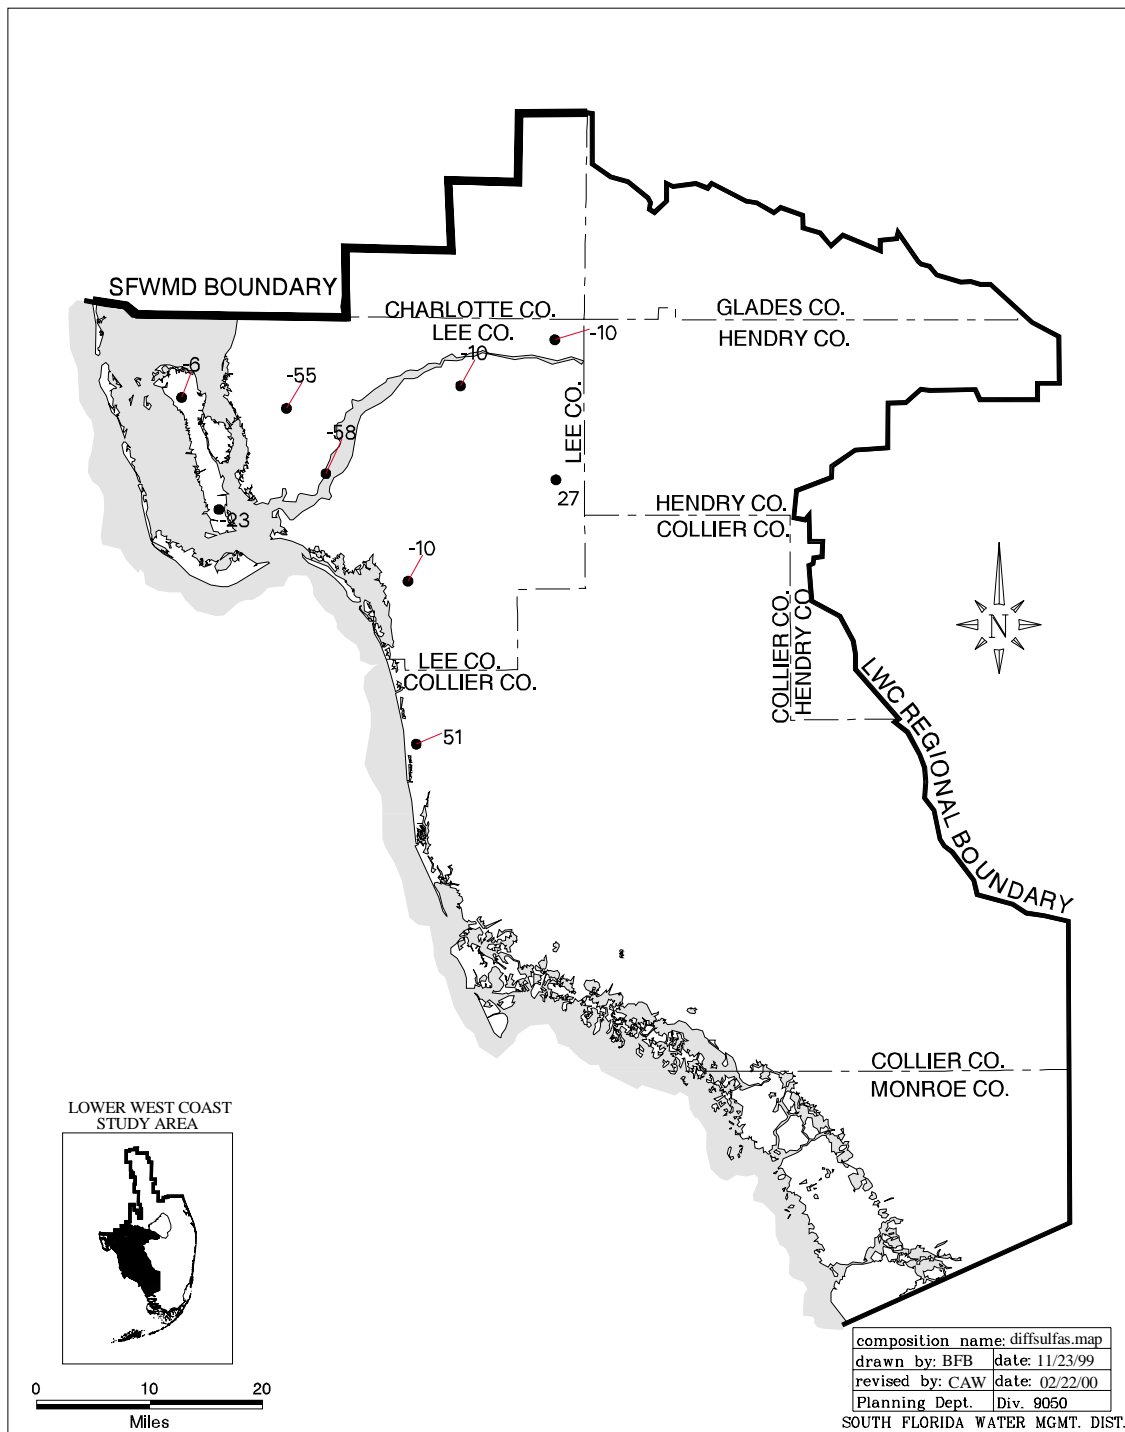 SFWMD BOUNDARY
CHARLOTTE CO.
LEE CO.
GLADES CO.
HENDRY CO.
-10
-10
-6
-55
-58
LEE CO.
27
-23
HENDRY CO.
COLLIER CO.
-10
COLLIER CO.
HENDRY CO.
N
LEE CO.
COLLIER CO.
LWC REGIONAL BOUNDARY
51
COLLIER CO.
MONROE CO.
LOWER WEST COAST
STUDY AREA
0 10 20
Miles
composition name: diffsulfas.map
drawn by: BFB date: 11/23/99
revised by: CAW date: 02/22/00
Planning Dept. Div. 9050
SOUTH FLORIDA WATER MGMT. DIST.